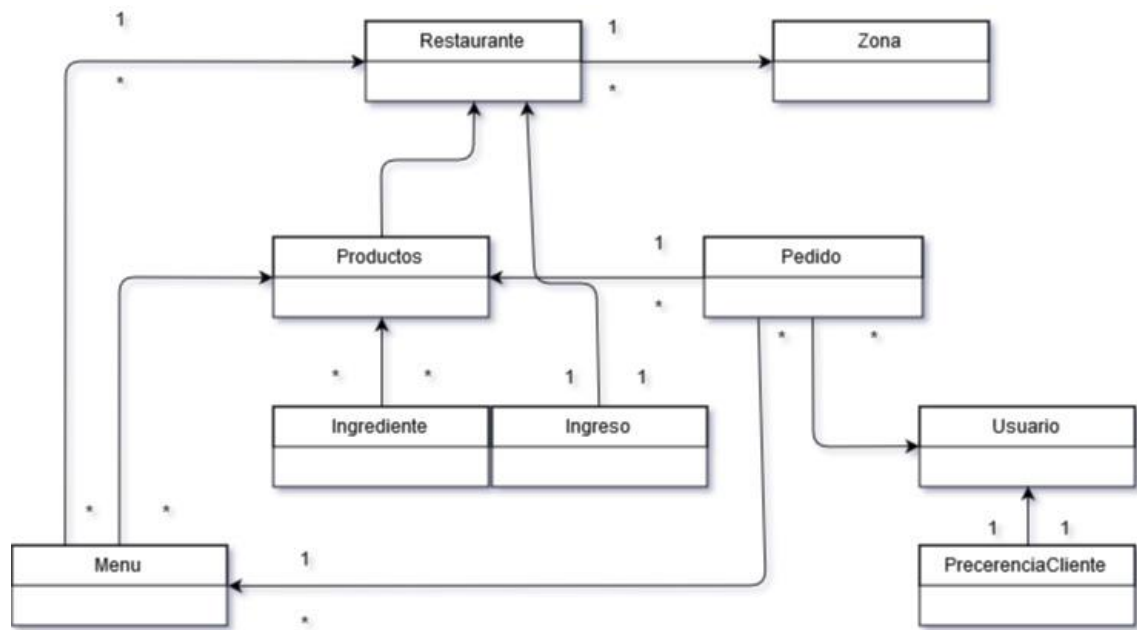 1
Restaurante
1
Zona
*
*
Productos
1
Pedido
*
*
*
*
*
1
1
Ingrediente
Ingreso
Usuario
*
*
1
1
Menu
1
PrecerenciaCliente
*